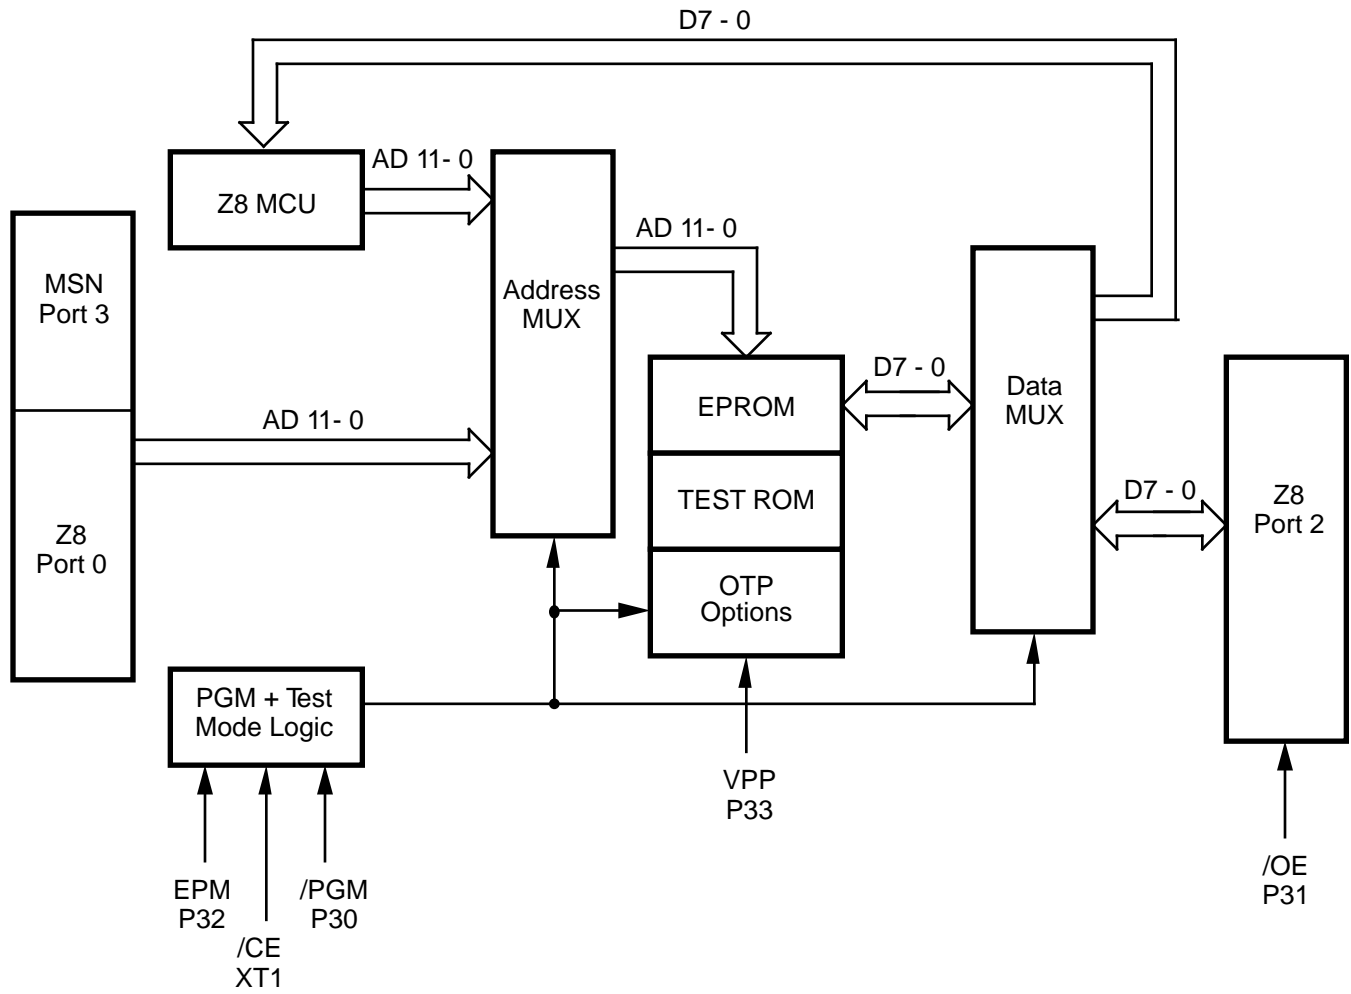 D7 - 0
AD 11- 0
Z8 MCU
AD 11- 0
MSN
Port 3
Address
MUX
Data
MUX
D7 - 0
EPROM
AD 11- 0
D7 - 0
TEST ROM
Z8
Port 2
Z8
Port 0
OTP
Options
PGM + Test
Mode Logic
VPP
P33
EPM
P32
/PGM
P30
/CE
XT1
/OE
P31